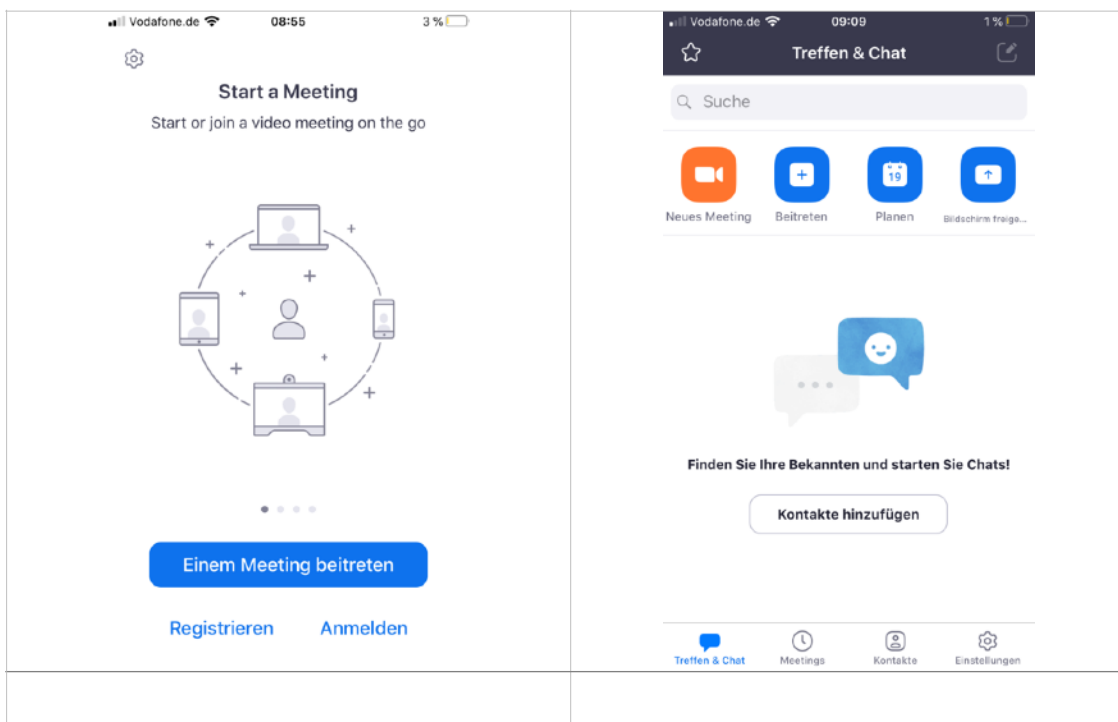 Vodafone.de 08:55 3 %
Start a Meeting
Start or join a video meeting on the go
Einem Meeting beitreten
Registrieren Anmelden
Vodafone.de 09:09 1 %
Treffen & Chat
Suche
19
Neues Meeting Beitreten Planen Bildschirm freige...
Finden Sie Ihre Bekannten und starten Sie Chats!
Kontakte hinzufügen
Treffen & Chat Meetings Kontakte Einstellungen